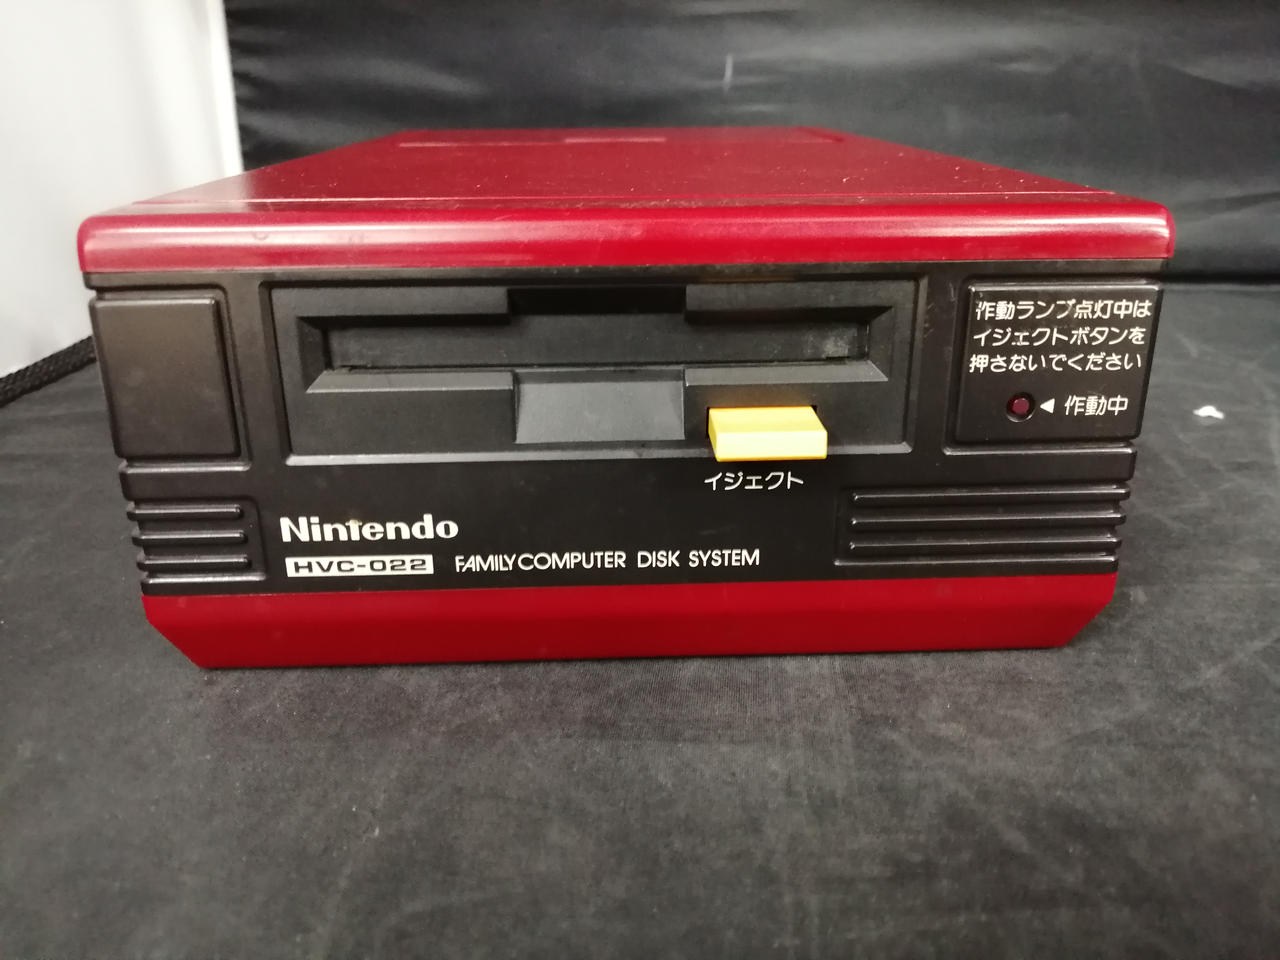 作動ランプ点灯中は
イジェクトボタンを
押さないでください
◀ 作動中
イジェクト
Nintendo
HVC-022 FAMILY COMPUTER DISK SYSTEM